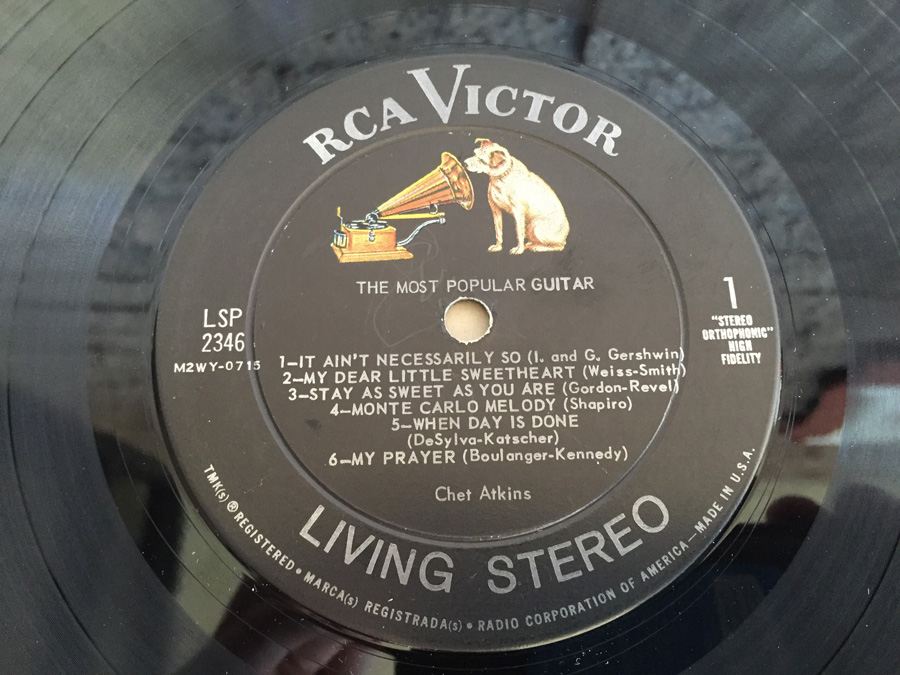 RCA VICTOR
THE MOST POPULAR GUITAR
LSP
2346
M2WY-0715
1
"STEREO
ORTHOPHONIC"
HIGH
FIDELITY
1—IT AIN'T NECESSARILY SO (I. and G. Gershwin)
2—MY DEAR LITTLE SWEETHEART (Weiss-Smith)
3—STAY AS SWEET AS YOU ARE (Gordon-Revel)
4—MONTE CARLO MELODY (Shapiro)
5—WHEN DAY IS DONE
(DeSylva-Katscher)
6—MY PRAYER (Boulanger-Kennedy)
Chet Atkins
LIVING STEREO
TMK(s) ® REGISTERED • MARCA(s) REGISTRADA(s) • RADIO CORPORATION OF AMERICA—MADE IN U.S.A.